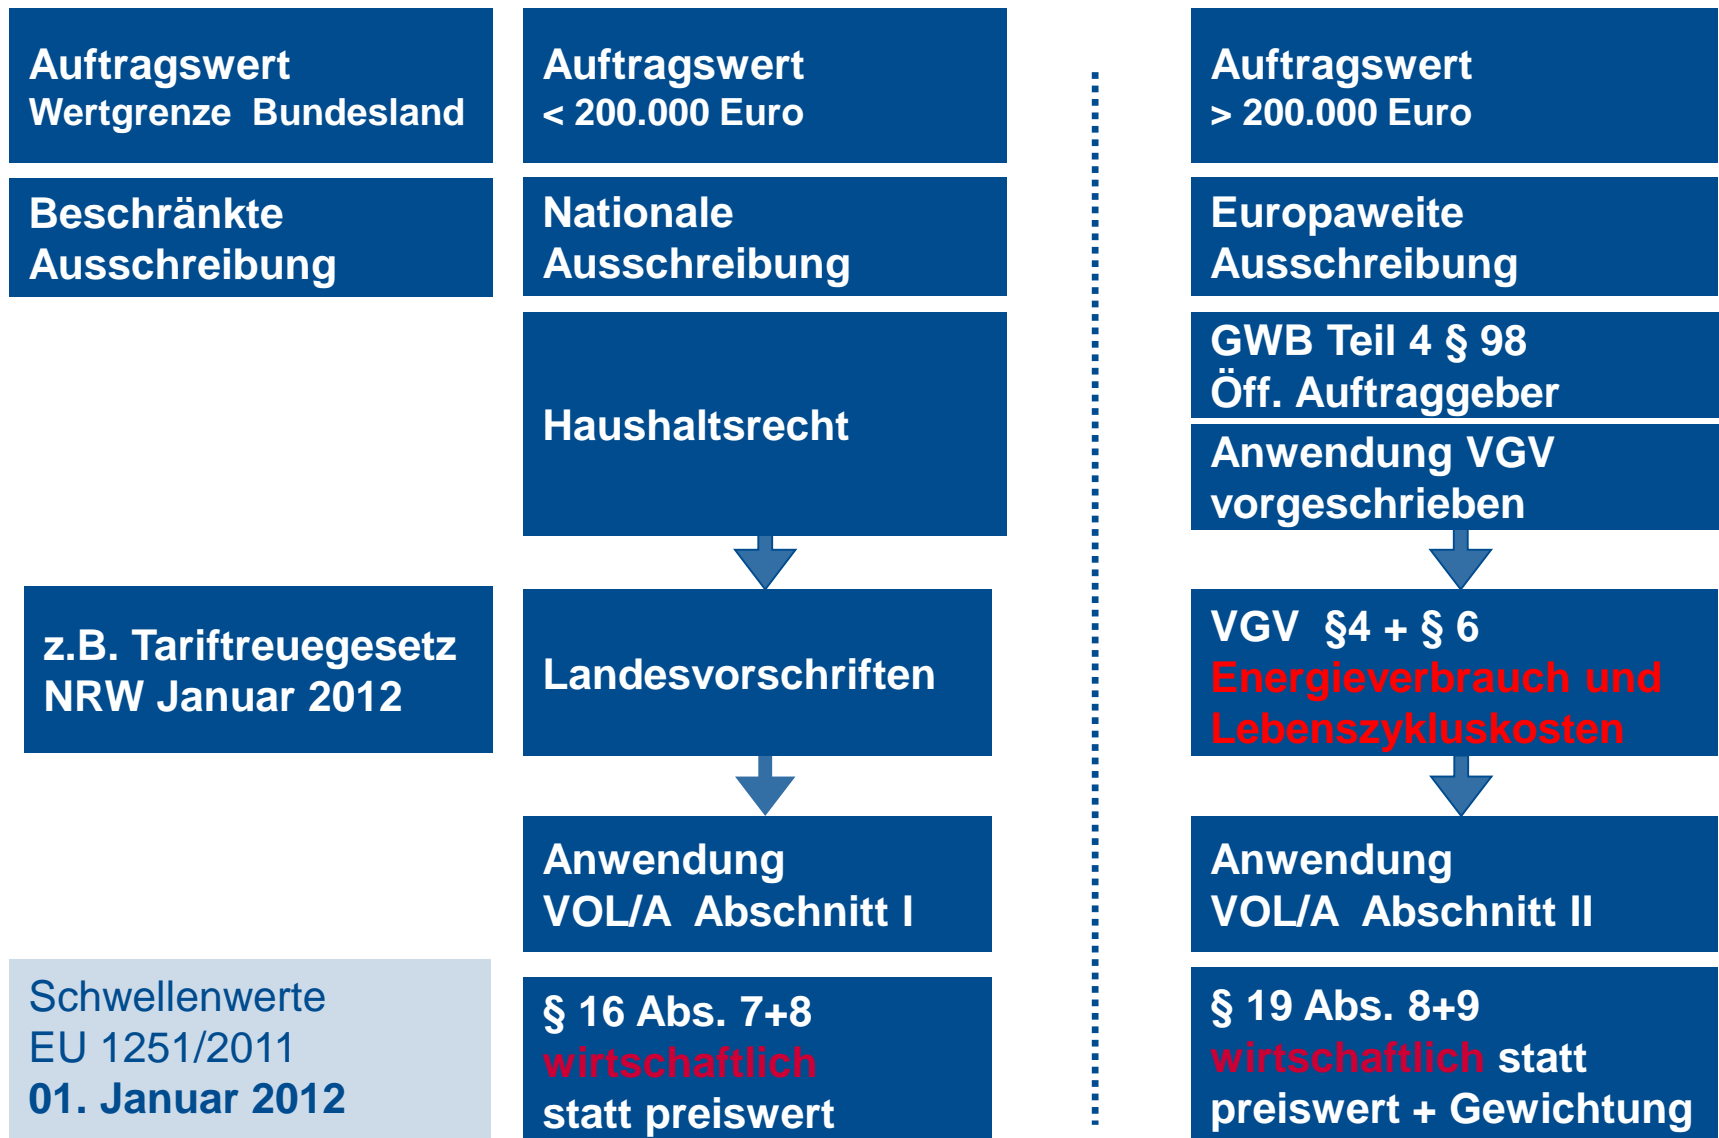 Auftragswert
Wertgrenze Bundesland
Beschränkte
Ausschreibung
z.B. Tariftreuegesetz
NRW Januar 2012
Schwellenwerte
EU 1251/2011
01. Januar 2012
Auftragswert
< 200.000 Euro
Nationale
Ausschreibung
Haushaltsrecht
Landesvorschriften
Anwendung
VOL/A Abschnitt I
§ 16 Abs. 7+8
wirtschaftlich
statt preiswert
Auftragswert
> 200.000 Euro
Europaweite
Ausschreibung
GWB Teil 4 § 98
Öff. Auftraggeber
Anwendung VGV
vorgeschrieben
VGV §4 + § 6
Energieverbrauch und
Lebenszykluskosten
Anwendung
VOL/A Abschnitt II
§ 19 Abs. 8+9
wirtschaftlich statt
preiswert + Gewichtung